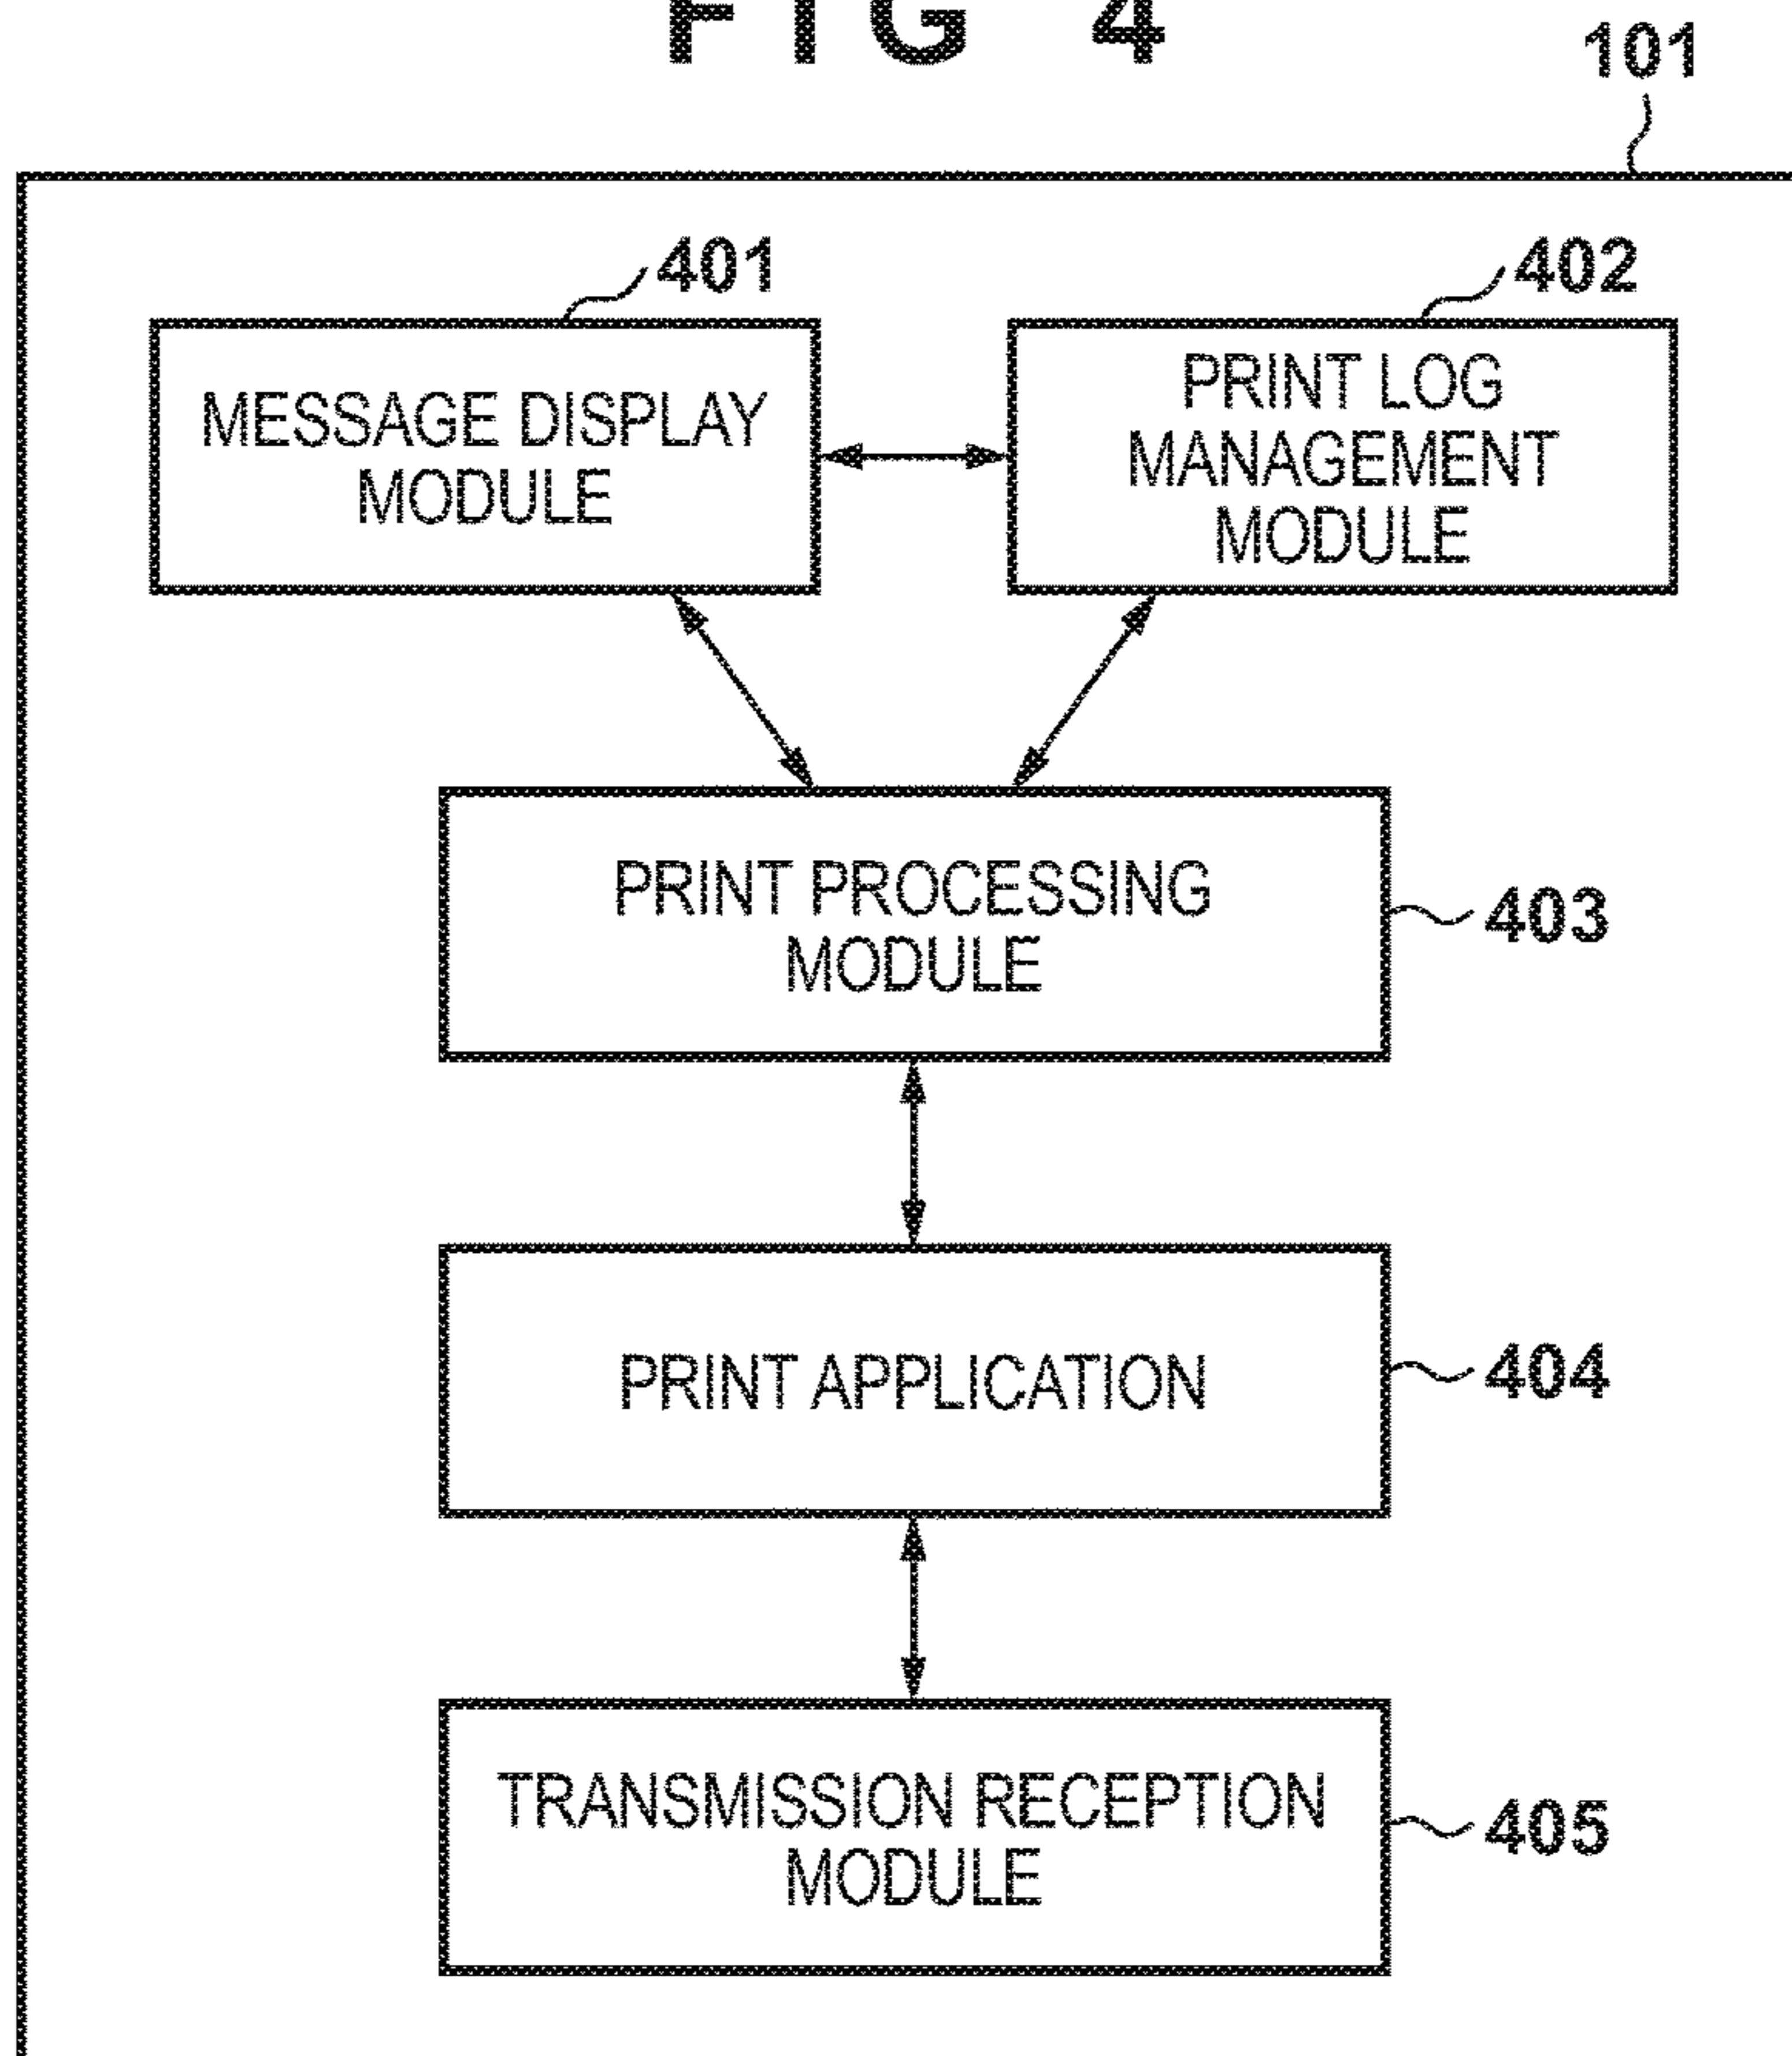 FIG 4
101
401
402
MESSAGE DISPLAY
MODULE
PRINT LOG
MANAGEMENT
MODULE
PRINT PROCESSING
MODULE
403
PRINT APPLICATION
404
TRANSMISSION RECEPTION
MODULE
405